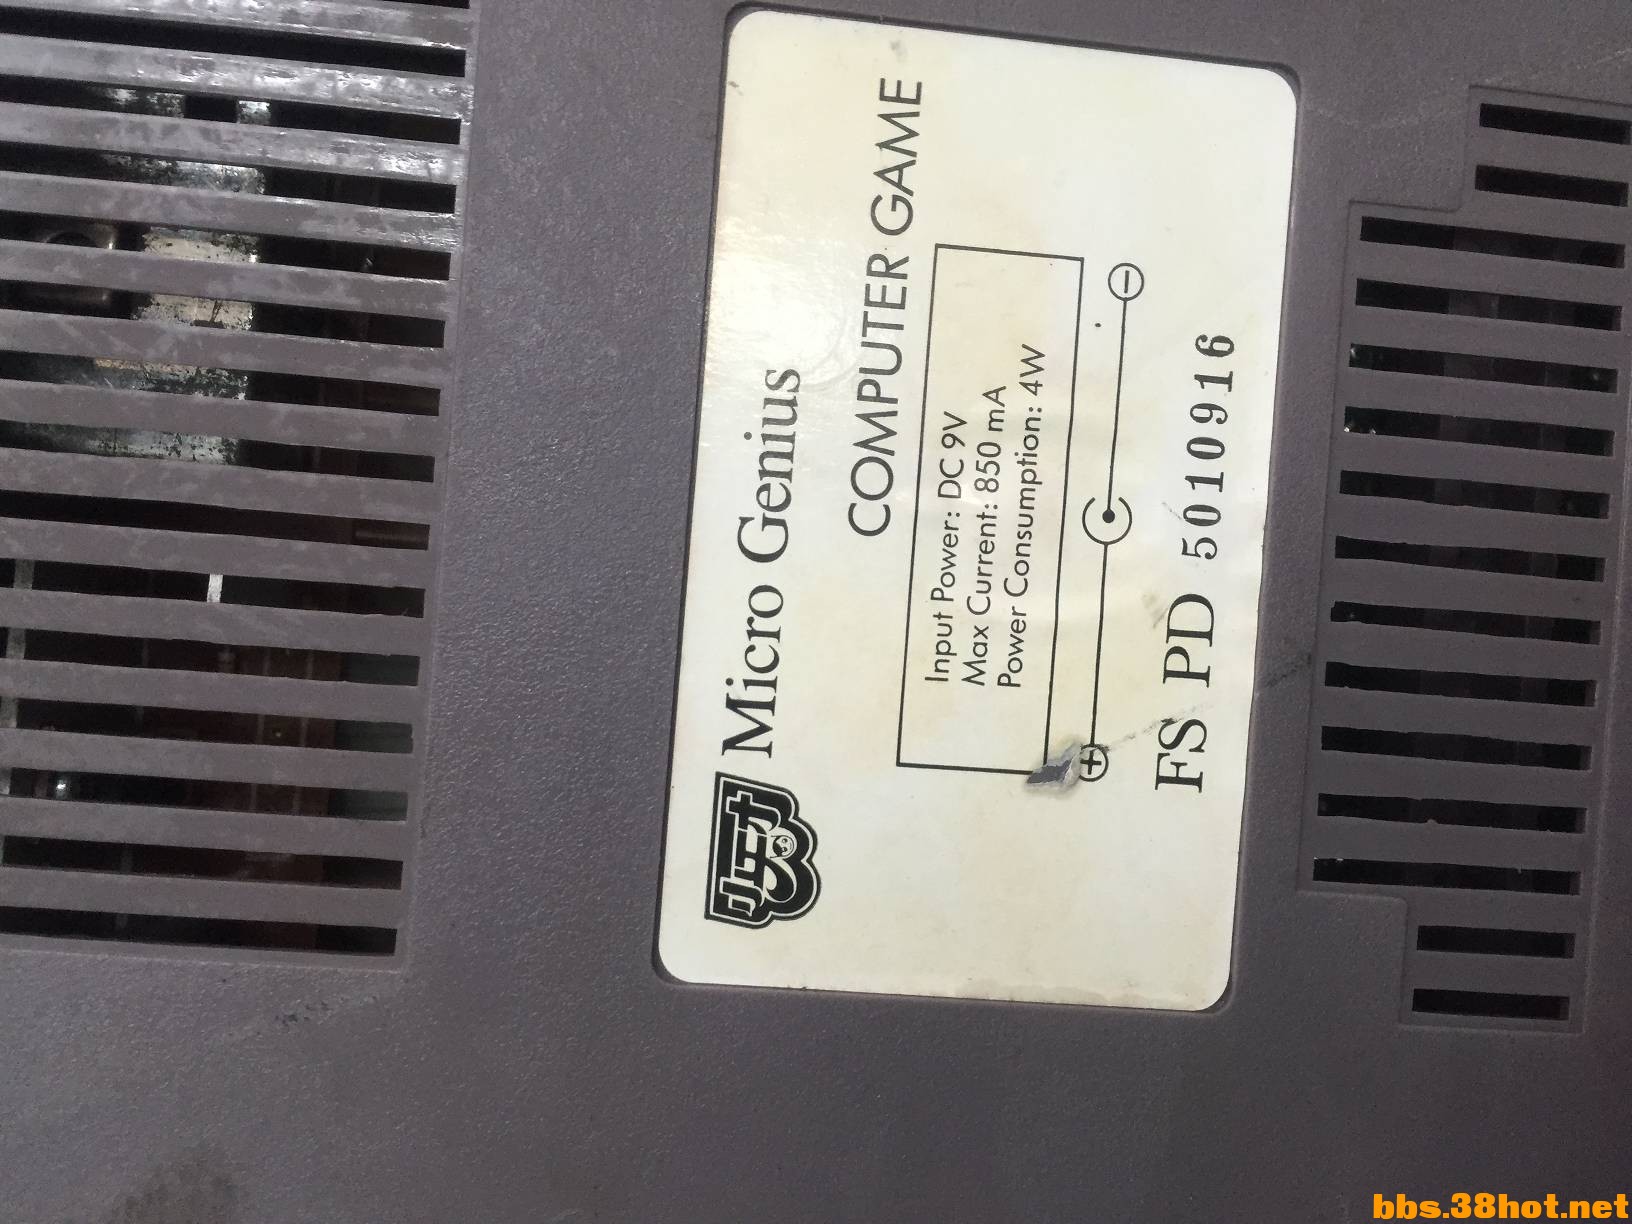 小天才
Micro Genius
COMPUTER GAME
Input Power: DC 9V
Max Current: 850 mA
Power Consumption: 4W
FS PD 5010916
bbs.38hot.net